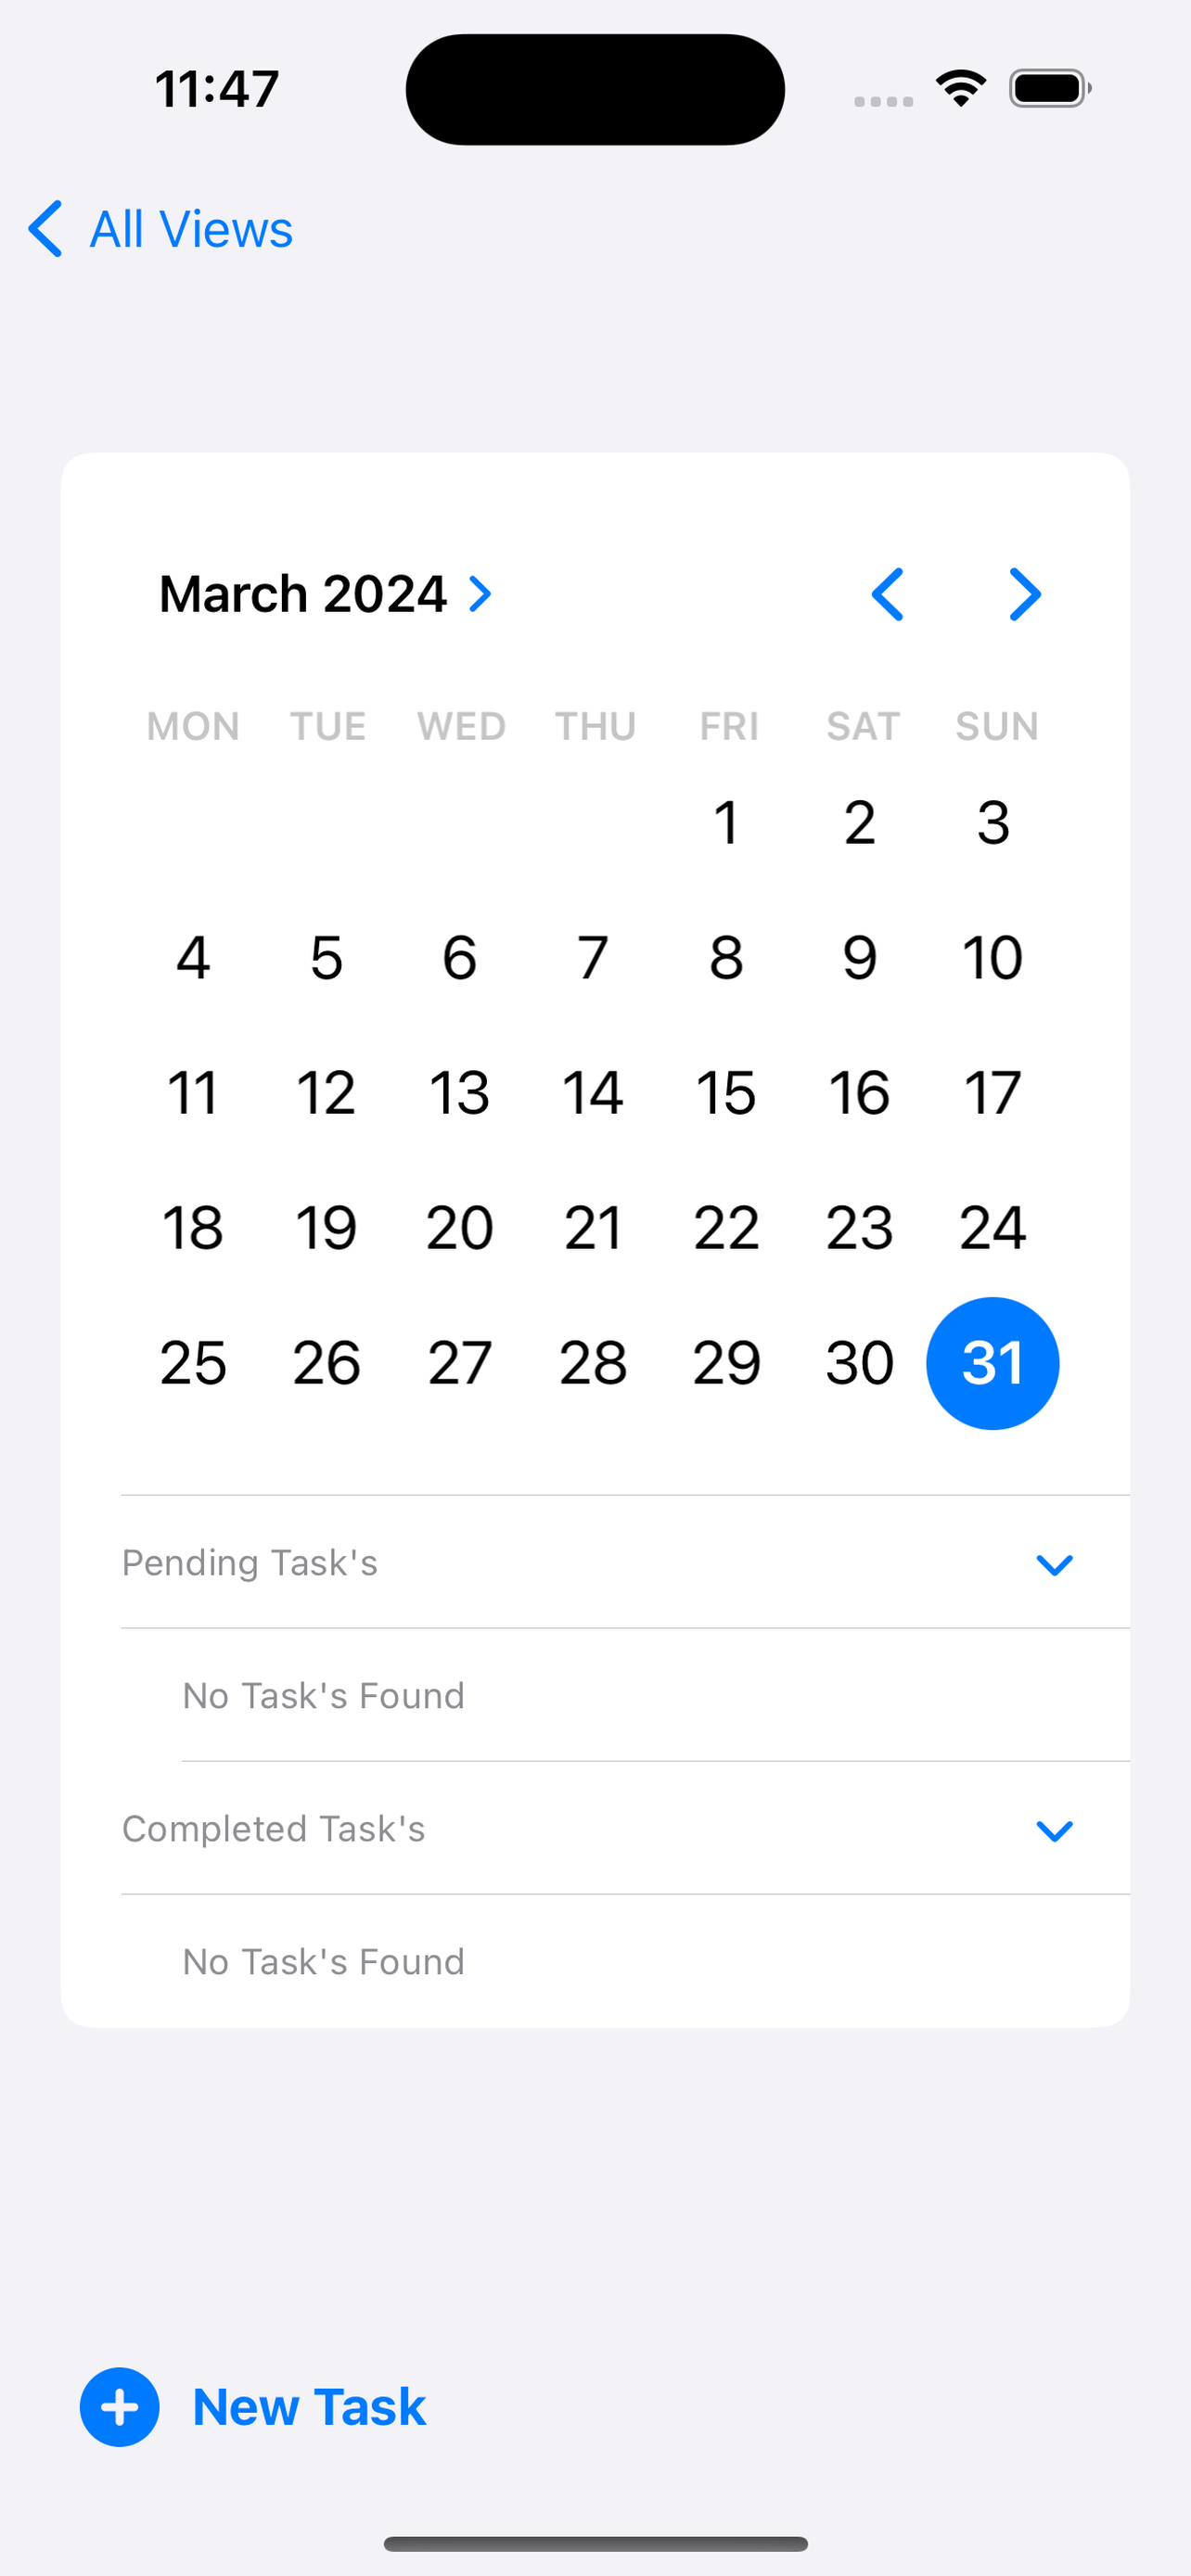 11:47
All Views
March 2024
MON TUE WED THU FRI SAT SUN
1 2 3
4 5 6 7 8 9 10
11 12 13 14 15 16 17
18 19 20 21 22 23 24
25 26 27 28 29 30 31
Pending Task's
No Task's Found
Completed Task's
No Task's Found
New Task